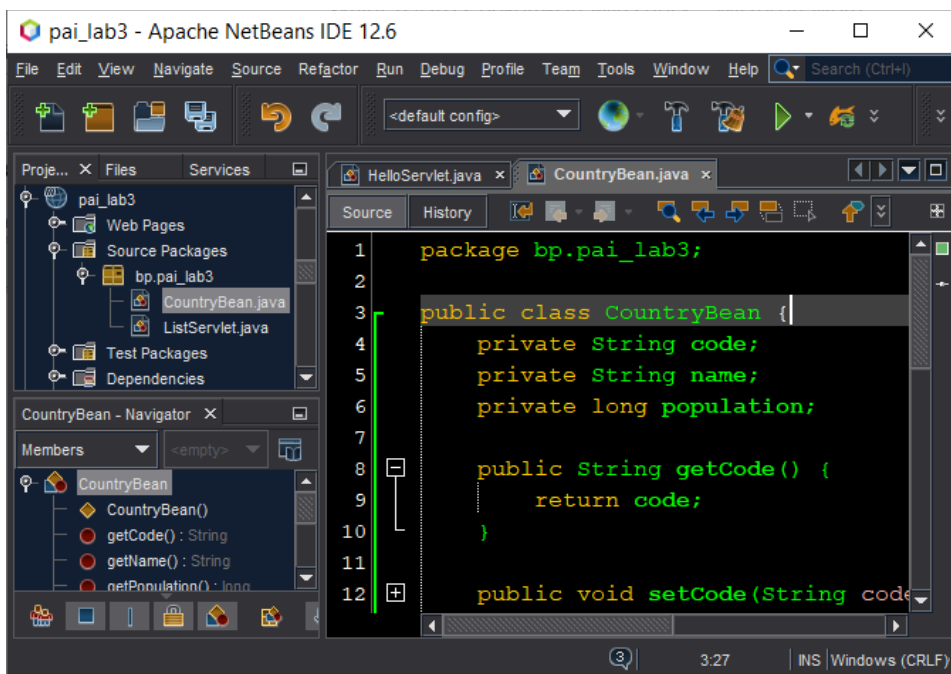 pai_lab3 - Apache NetBeans IDE 12.6
File Edit View Navigate Source Refactor Run Debug Profile Team Tools Window Help Search (Ctrl+I)
<default config>
Proje... Files Services
pai_lab3
Web Pages
Source Packages
bp.pai_lab3
CountryBean.java
ListServlet.java
Test Packages
Dependencies
CountryBean - Navigator
Members <empty>
CountryBean
CountryBean()
getCode() : String
getName() : String
getPopulation() : long
HelloServlet.java CountryBean.java
Source History
1 package bp.pai_lab3;
2
3 public class CountryBean {
4 private String code;
5 private String name;
6 private long population;
7
8 public String getCode() {
9 return code;
10 }
11
12 public void setCode(String code
3 3:27 INS Windows (CRLF)